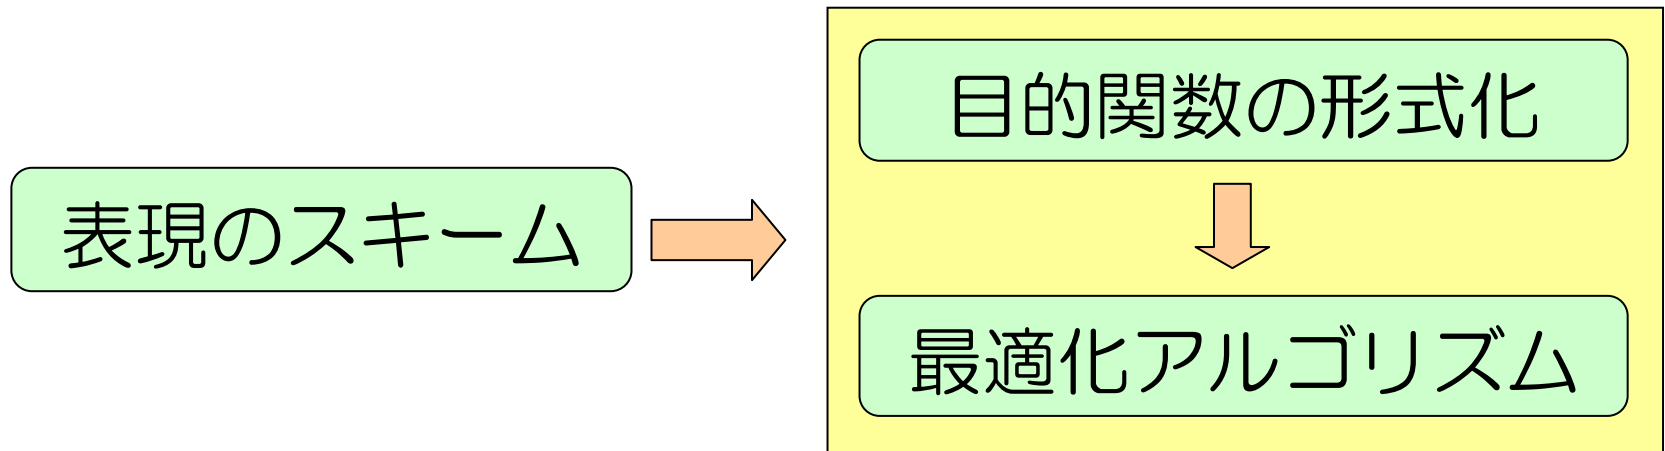 表現のスキーム
目的関数の形式化
最適化アルゴリズム